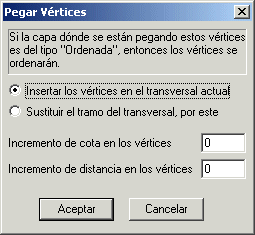 Pegar Vértices
Si la capa dónde se están pegando estos vértices
es del tipo "Ordenada", entonces los vértices se
ordenarán.
Insertar los vértices en el transversal actual
Sustituir el tramo del transversal, por este
Incremento de cota en los vértices 0
Incremento de distancia en los vértices 0
Aceptar Cancelar